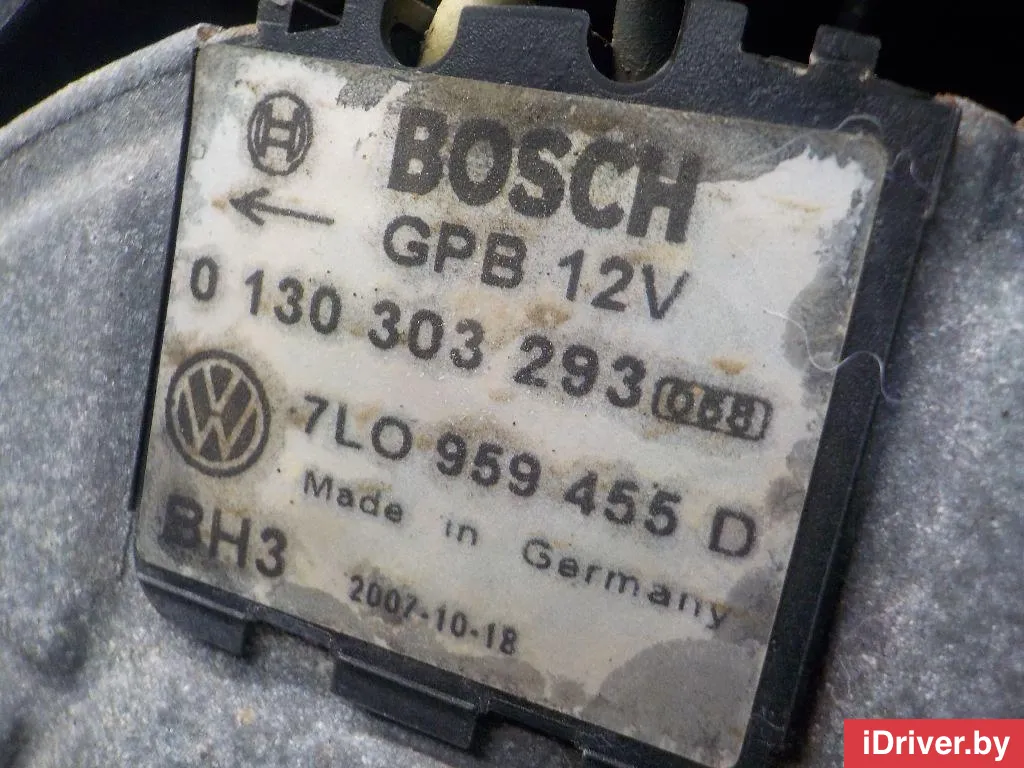 BOSCH
GPB 12V
0 130 303 293 068
7L0 959 455 D
Made in Germany
BH3
2007-10-18
iDriver.by